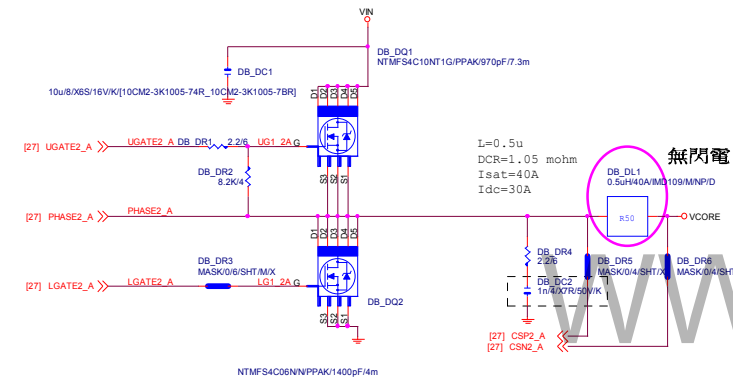 VIN
DB_DQ1
NTMFS4C10NT1G/PPAK/970pF/7.3m
DB_DC1
10u/8/X6S/16V/K/[10CM2-3K1005-74R_10CM2-3K1005-7BR]
D1 D2 D3 D4 D5
[27] UGATE2_A UGATE2_A DB_DR1 2.2/6 UG1_2A G
DB_DR2
8.2K/4
S3 S2 S1
L=0.5u
DCR=1.05 mohm
Isat=40A
Idc=30A
無閃電
DB_DL1
0.5uH/40A/IMD109/M/NP/D
R50
[27] PHASE2_A PHASE2_A
VCORE
D1 D2 D3 D4 D5
DB_DR3
MASK/0/6/SHT/M/X
[27] LGATE2_A LGATE2_A LG1_2A G
DB_DQ2
S3 S2 S1
DB_DR4
2.2/6
DB_DC2
1n/4/X7R/50V/K
DB_DR5
MASK/0/4/SHT/X
DB_DR6
MASK/0/4/SHT
[27] CSP2_A
[27] CSN2_A
NTMFS4C06N/N/PPAK/1400pF/4m